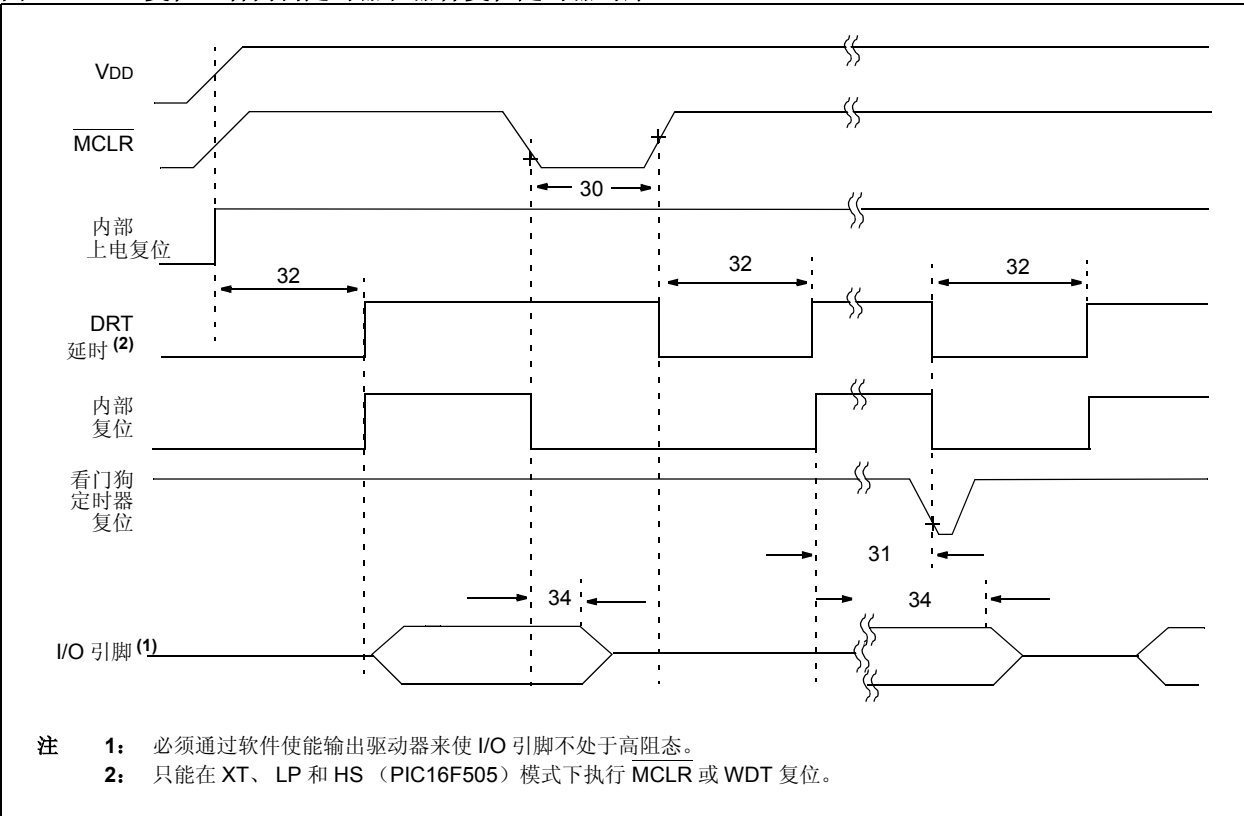 VDD
MCLR
30
内部
上电复位
32
32
32
DRT
延时 (2)
内部
复位
看门狗
定时器
复位
31
34
34
I/O 引脚 (1)
注 1： 必须通过软件使能输出驱动器来使 I/O 引脚不处于高阻态。
2： 只能在 XT、 LP 和 HS （PIC16F505）模式下执行 MCLR 或 WDT 复位。